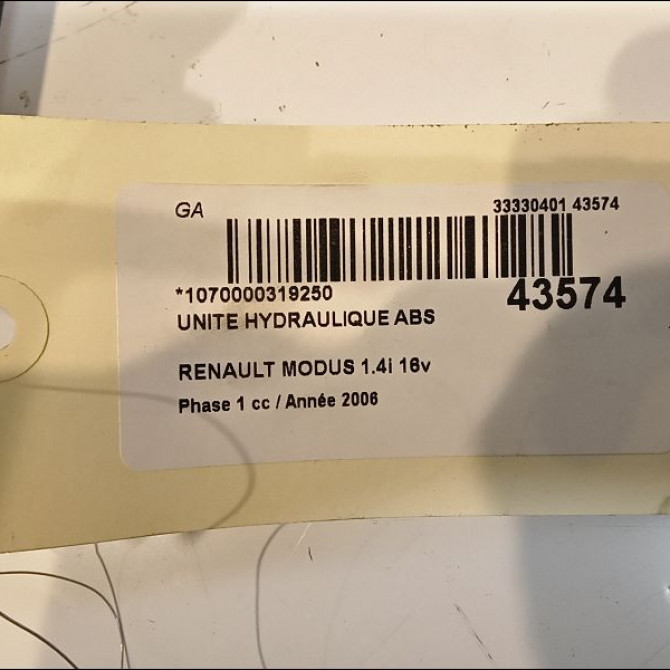 GA 33330401 43574
*1070000319250 43574
UNITE HYDRAULIQUE ABS
RENAULT MODUS 1.4i 16v
Phase 1 cc / Année 2006